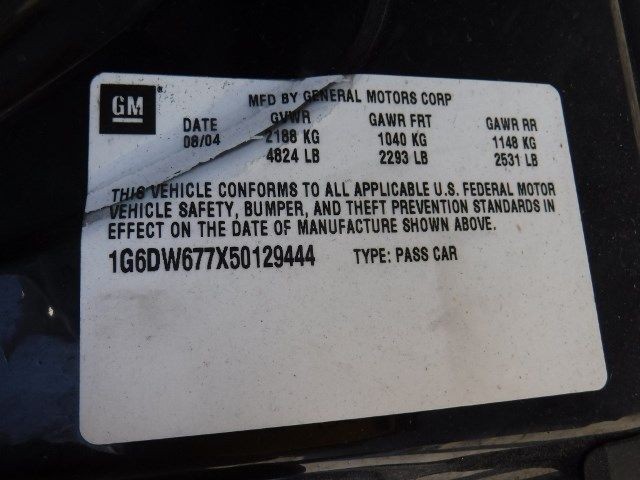 GM
MFD BY GENERAL MOTORS CORP
DATE GVWR GAWR FRT GAWR RR
08/04 2188 KG 1040 KG 1148 KG
4824 LB 2293 LB 2531 LB
THIS VEHICLE CONFORMS TO ALL APPLICABLE U.S. FEDERAL MOTOR
VEHICLE SAFETY, BUMPER, AND THEFT PREVENTION STANDARDS IN
EFFECT ON THE DATE OF MANUFACTURE SHOWN ABOVE.
1G6DW677X50129444 TYPE: PASS CAR